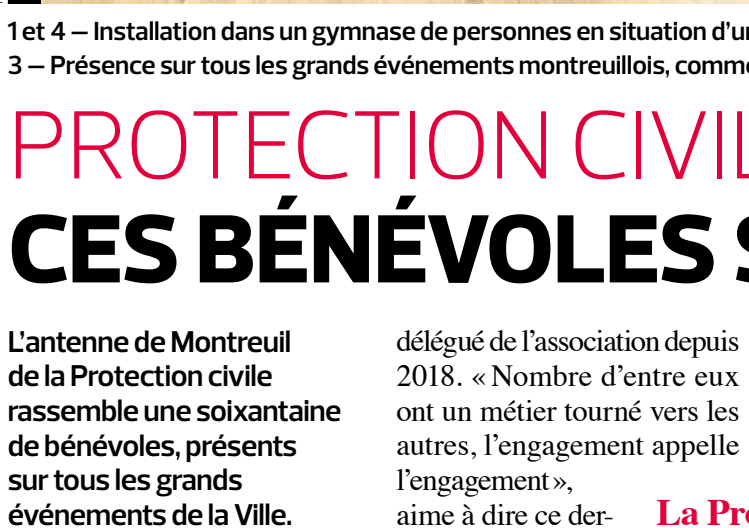 1 et 4 – Installation dans un gymnase de personnes en situation d'
3 – Présence sur tous les grands événements montreuillois,
PROTECTION
CES BÉNÉVOLES
L'antenne de Montreuil
de la Protection civile
rassemble une soixantaine
de bénévoles, présents
sur tous les grands
événements de la Ville.
délégué de l'association depuis
2018. « Nombre d'entre eux
ont un métier tourné vers les
autres, l'engagement appelle
l'engagement »,
aime à dire ce der-
La